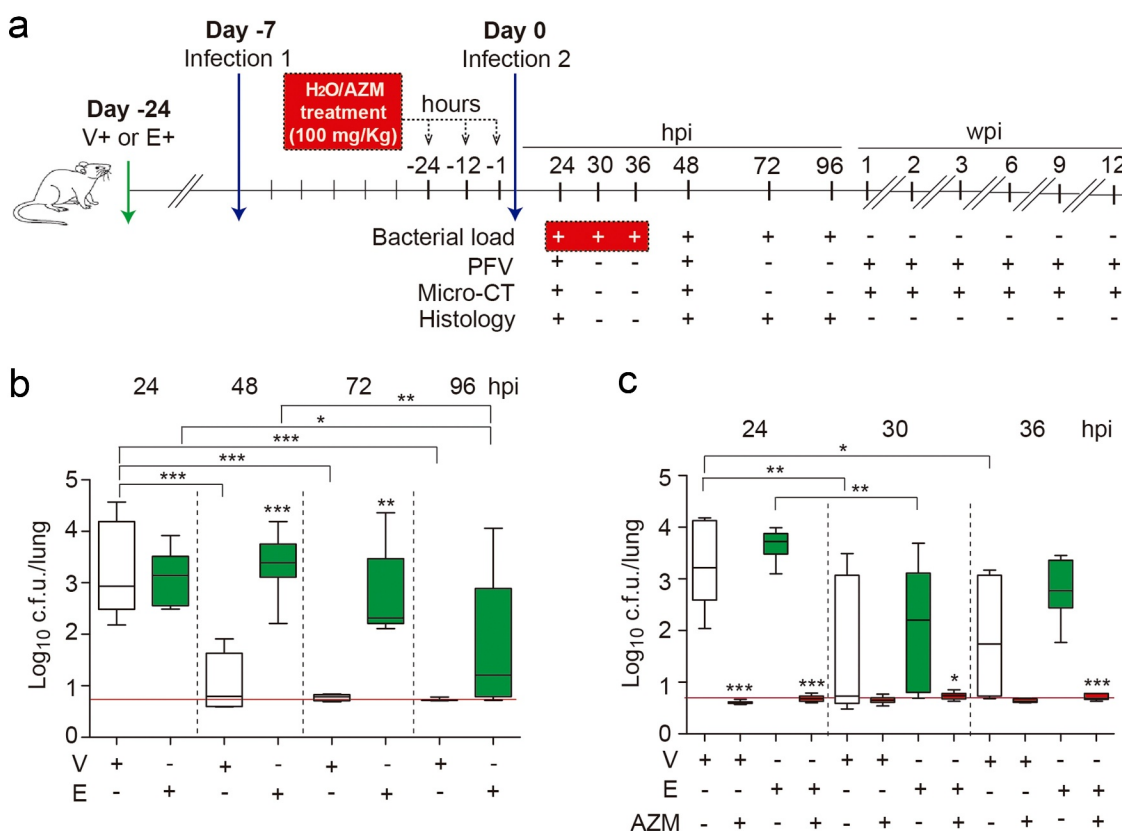 a
Day -7
Infection 1
Day 0
Infection 2
Day -24
V+ or E+
H2O/AZM
treatment
(100 mg/Kg)
hours
-24 -12 -1
hpi
24 30 36 48 72 96
wpi
1 2 3 6 9 12
Bacterial load + + + + + + - - - - - -
PFV + - - + - - + + + + + +
Micro-CT + - - + - - + + + + + +
Histology + - - + + + - - - - - -
b
24 48 72 96 hpi
**
*
***
***
***
*** **
Log10 c.f.u./lung
5
4
3
2
1
0
V + - + - + - + -
E - + - + - + - +
c
24 30 36 hpi
*
**
**
*** *** * ***
Log10 c.f.u./lung
5
4
3
2
1
0
V + + - - + + - - + + - -
E - - + + - - + + - - + +
AZM - + - + - + - + - + - +